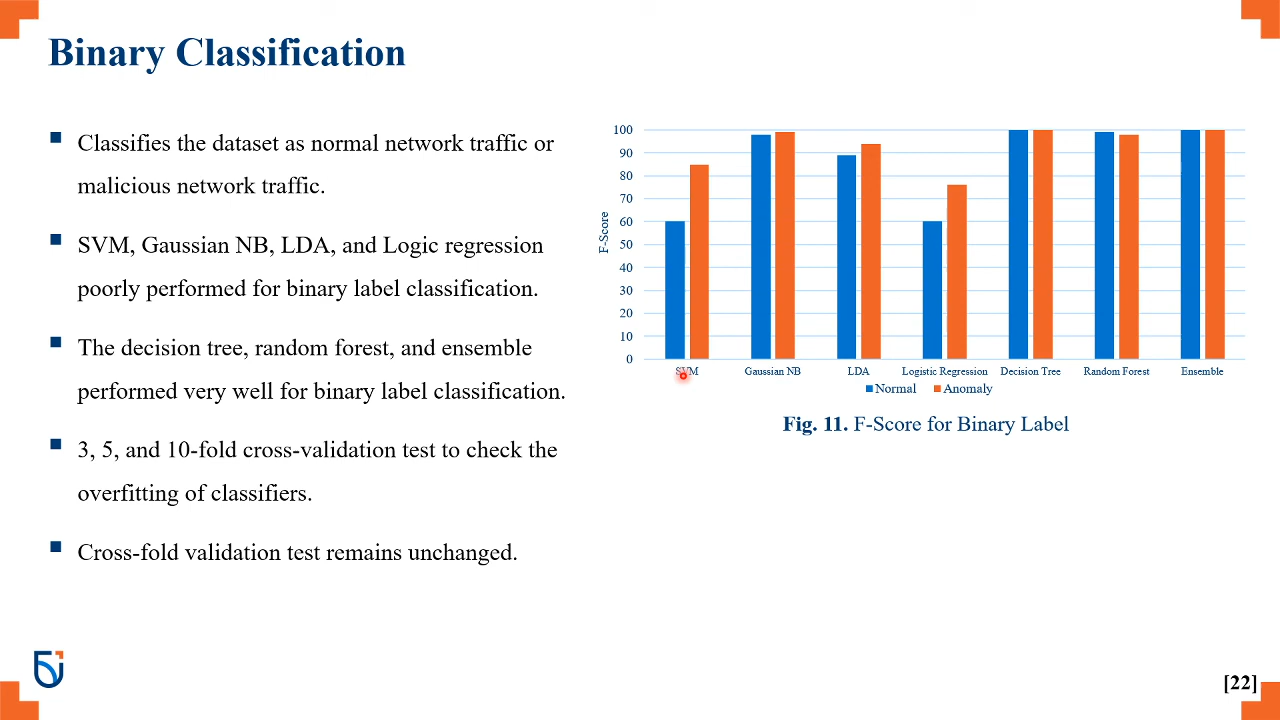 Binary Classification
Classifies the dataset as normal network traffic or
malicious network traffic.
SVM, Gaussian NB, LDA, and Logic regression
poorly performed for binary label classification.
The decision tree, random forest, and ensemble
performed very well for binary label classification.
3, 5, and 10-fold cross-validation test to check the
overfitting of classifiers.
Cross-fold validation test remains unchanged.
F-Score
100
90
80
70
60
50
40
30
20
10
0
SVM Gaussian NB LDA Logistic Regression Decision Tree Random Forest Ensemble
Normal Anomaly
Fig. 11. F-Score for Binary Label
[22]